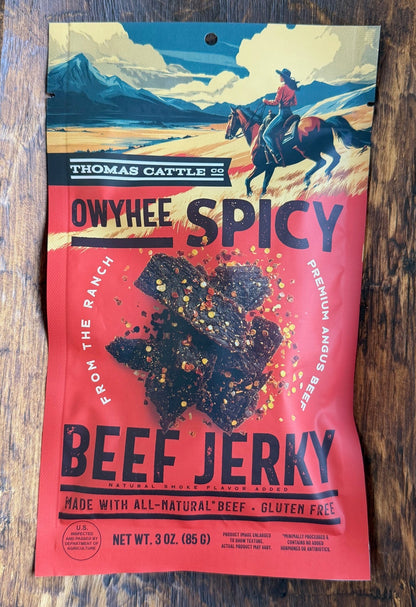 THOMAS CATTLE CO
OWYHEE SPICY
FROM THE RANCH
PREMIUM ANGUS BEEF
BEEF JERKY
NATURAL SMOKE FLAVOR ADDED
MADE WITH ALL-NATURAL* BEEF • GLUTEN FREE
U.S.
INSPECTED
AND PASSED BY
DEPARTMENT OF
AGRICULTURE
NET WT. 3 OZ. (85 G)
PRODUCT IMAGE ENLARGED
TO SHOW TEXTURE.
ACTUAL PRODUCT MAY VARY.
*MINIMALLY PROCESSED &
CONTAINS NO ADDED
HORMONES OR ANTIBIOTICS.